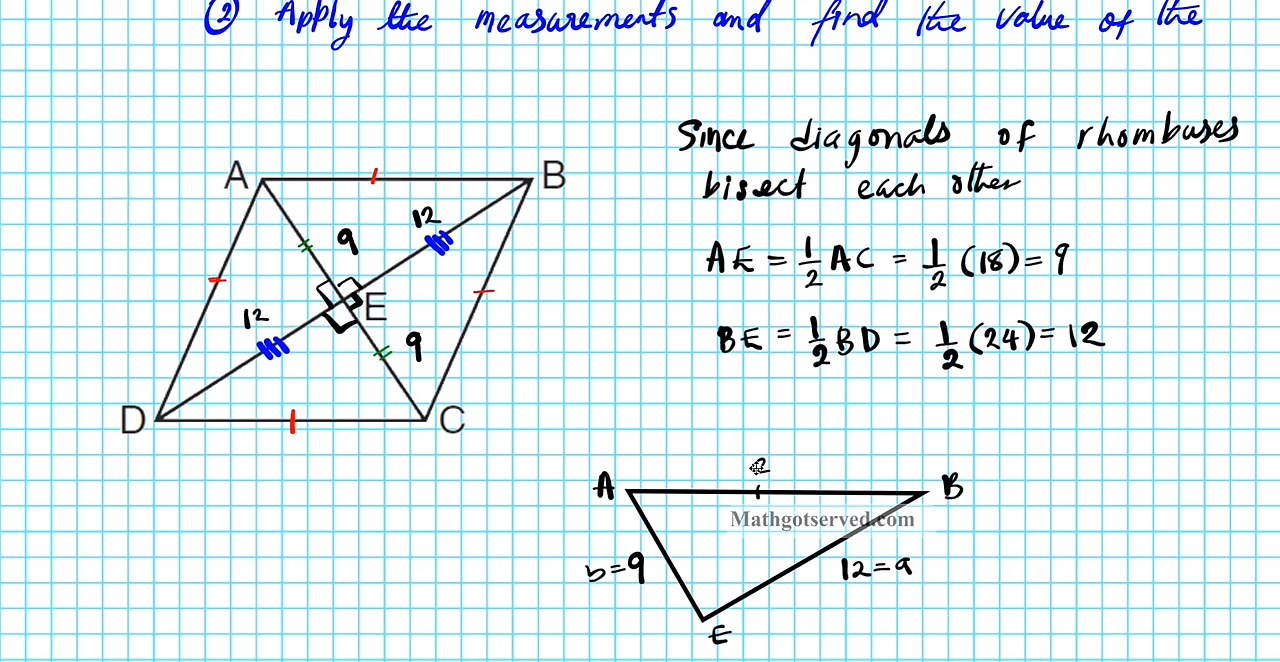 ② Apply the measurements and find the value of the
Since diagonals of rhombuses
bisect each other
AE = 1/2 AC = 1/2 (18) = 9
BE = 1/2 BD = 1/2 (24) = 12
A B
12
9
E
12
9
D C
A B
Mathgotserved.com
b=9 12=a
E